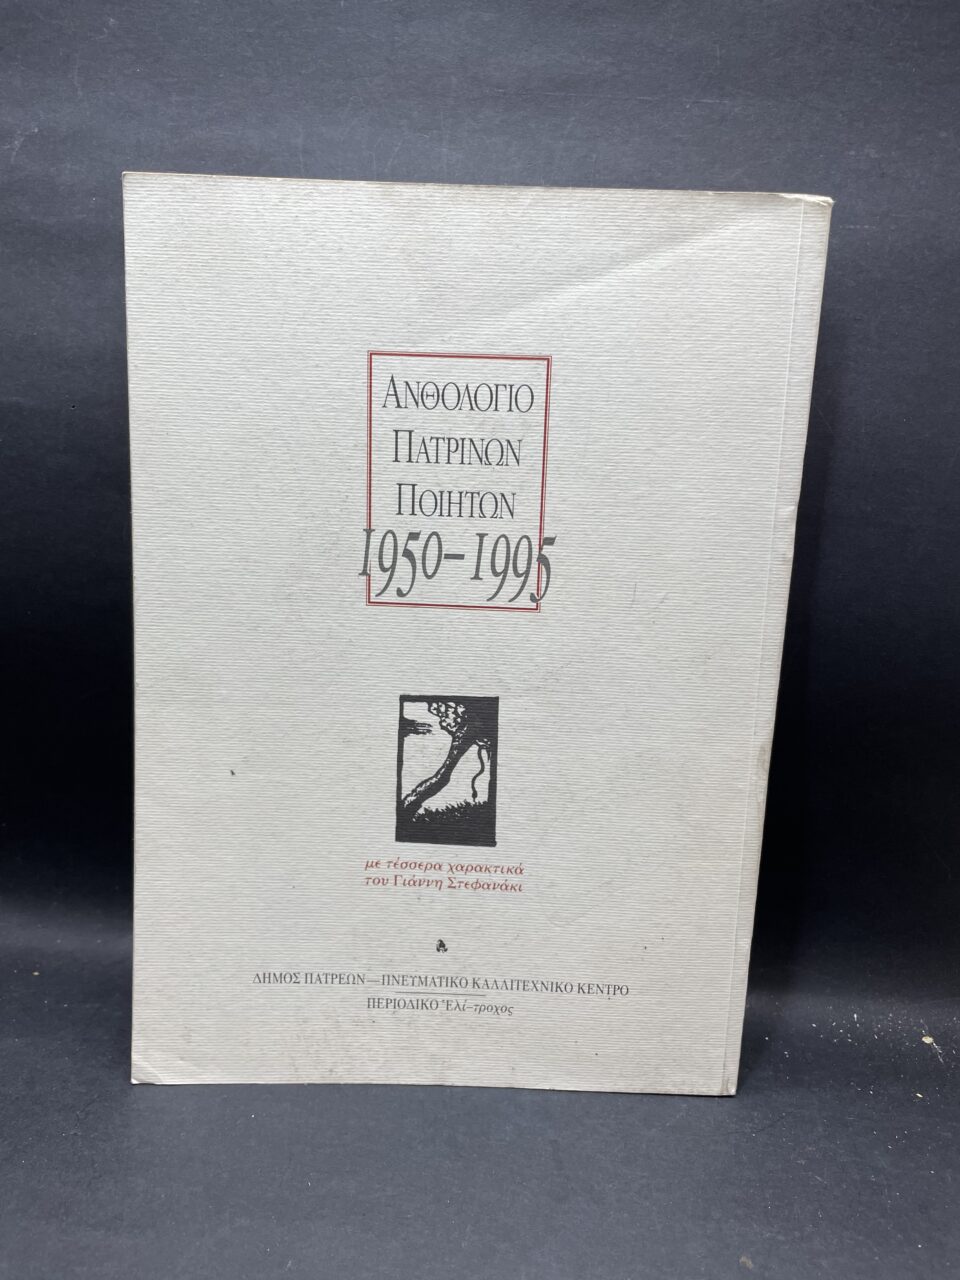 ΑΝΘΟΛΟΓΙΟ
ΠΑΤΡΙΝΩΝ
ΠΟΙΗΤΩΝ
1950–1995
με τέσσερα χαρακτικά
του Γιάννη Στεφανάκι
ΔΗΜΟΣ ΠΑΤΡΕΩΝ—ΠΝΕΥΜΑΤΙΚΟ ΚΑΛΛΙΤΕΧΝΙΚΟ ΚΕΝΤΡΟ
ΠΕΡΙΟΔΙΚΟ Ἑλί-τροχος